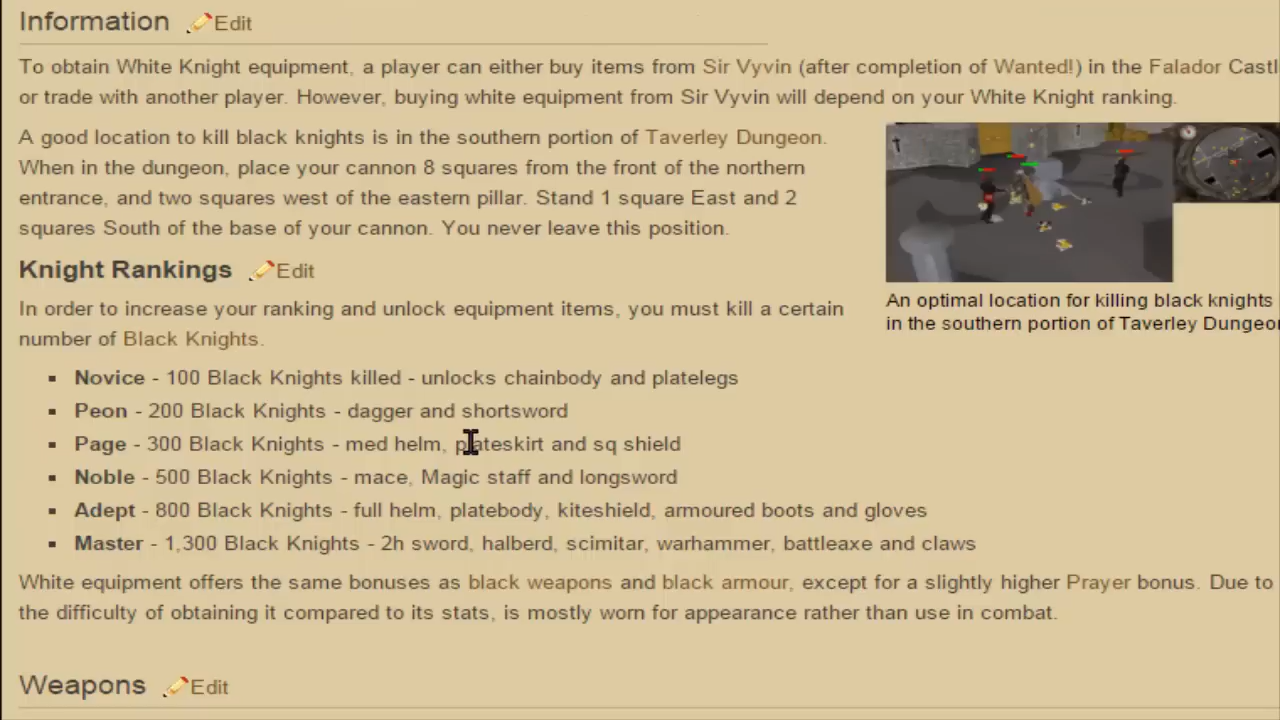 Information Edit
To obtain White Knight equipment, a player can either buy items from Sir Vyvin (after completion of Wanted!) in the Falador Castl
or trade with another player. However, buying white equipment from Sir Vyvin will depend on your White Knight ranking.
A good location to kill black knights is in the southern portion of Taverley Dungeon.
When in the dungeon, place your cannon 8 squares from the front of the northern
entrance, and two squares west of the eastern pillar. Stand 1 square East and 2
squares South of the base of your cannon. You never leave this position.
An optimal location for killing black knights
in the southern portion of Taverley Dungeo
Knight Rankings Edit
In order to increase your ranking and unlock equipment items, you must kill a certain
number of Black Knights.
Novice - 100 Black Knights killed - unlocks chainbody and platelegs
Peon - 200 Black Knights - dagger and shortsword
Page - 300 Black Knights - med helm, plateskirt and sq shield
Noble - 500 Black Knights - mace, Magic staff and longsword
Adept - 800 Black Knights - full helm, platebody, kiteshield, armoured boots and gloves
Master - 1,300 Black Knights - 2h sword, halberd, scimitar, warhammer, battleaxe and claws
White equipment offers the same bonuses as black weapons and black armour, except for a slightly higher Prayer bonus. Due to
the difficulty of obtaining it compared to its stats, is mostly worn for appearance rather than use in combat.
Weapons Edit